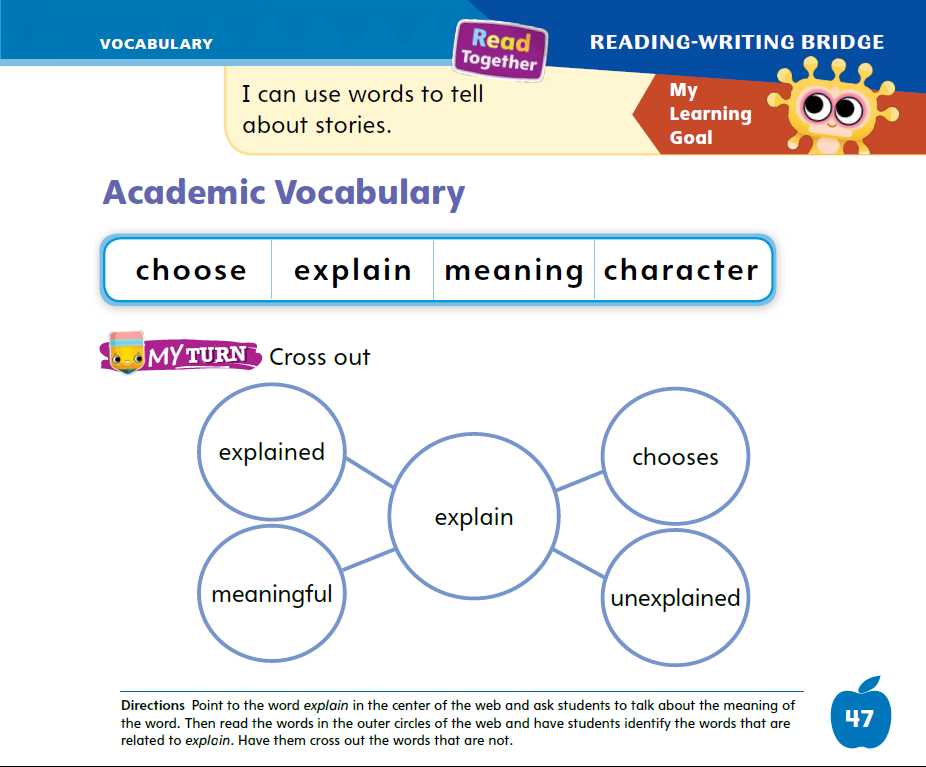 VOCABULARY
Read
Together
READING-WRITING BRIDGE
I can use words to tell
about stories.
My
Learning
Goal
Academic Vocabulary
choose explain meaning character
MY TURN Cross out
explained
chooses
explain
meaningful
unexplained
Directions Point to the word explain in the center of the web and ask students to talk about the meaning of
the word. Then read the words in the outer circles of the web and have students identify the words that are
related to explain. Have them cross out the words that are not.
47